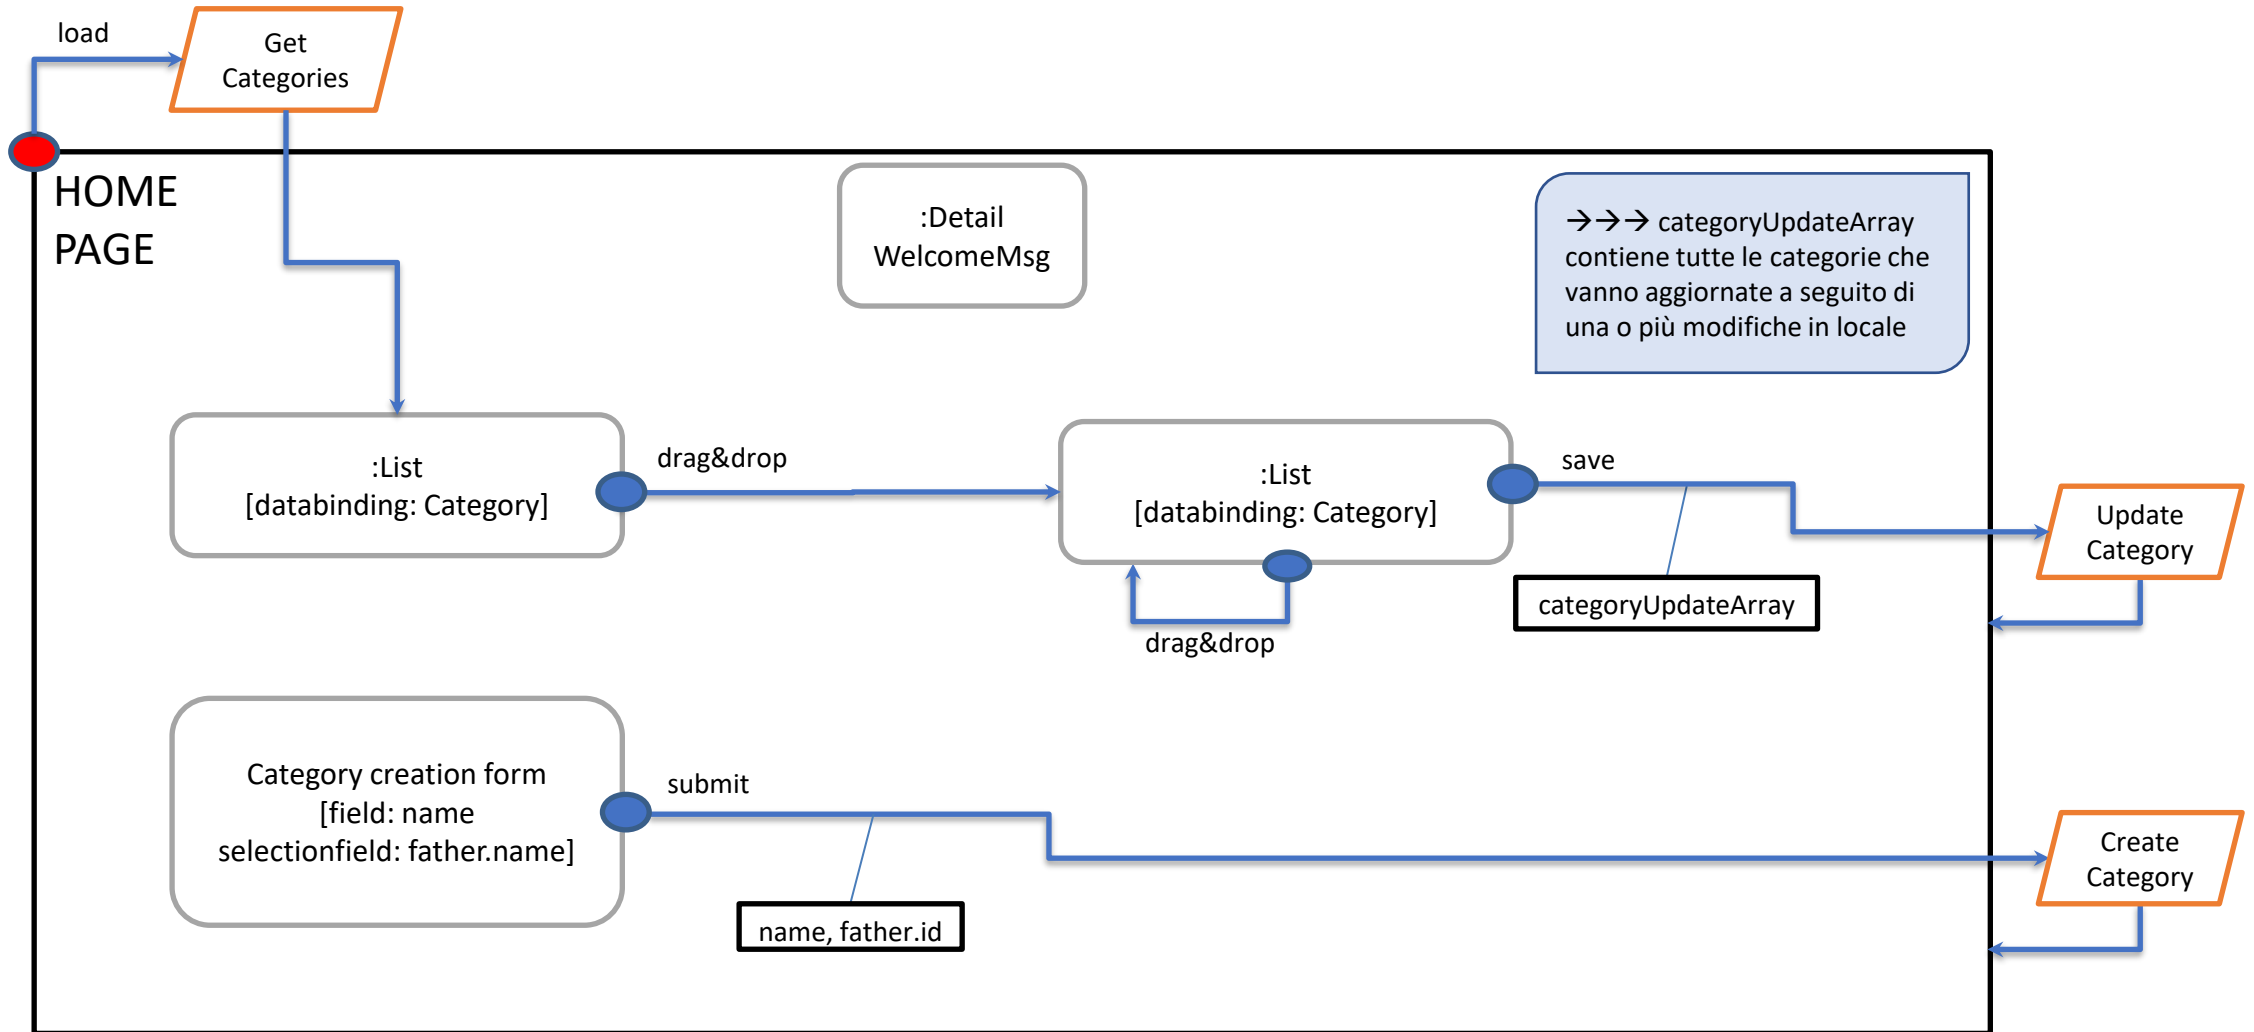 load
Get
Categories
HOME
PAGE
:Detail
WelcomeMsg
→→→ categoryUpdateArray
contiene tutte le categorie che
vanno aggiornate a seguito di
una o più modifiche in locale
:List
[databinding: Category]
drag&drop
:List
[databinding: Category]
save
Update
Category
categoryUpdateArray
drag&drop
Category creation form
[field: name
selectionfield: father.name]
submit
Create
Category
name, father.id